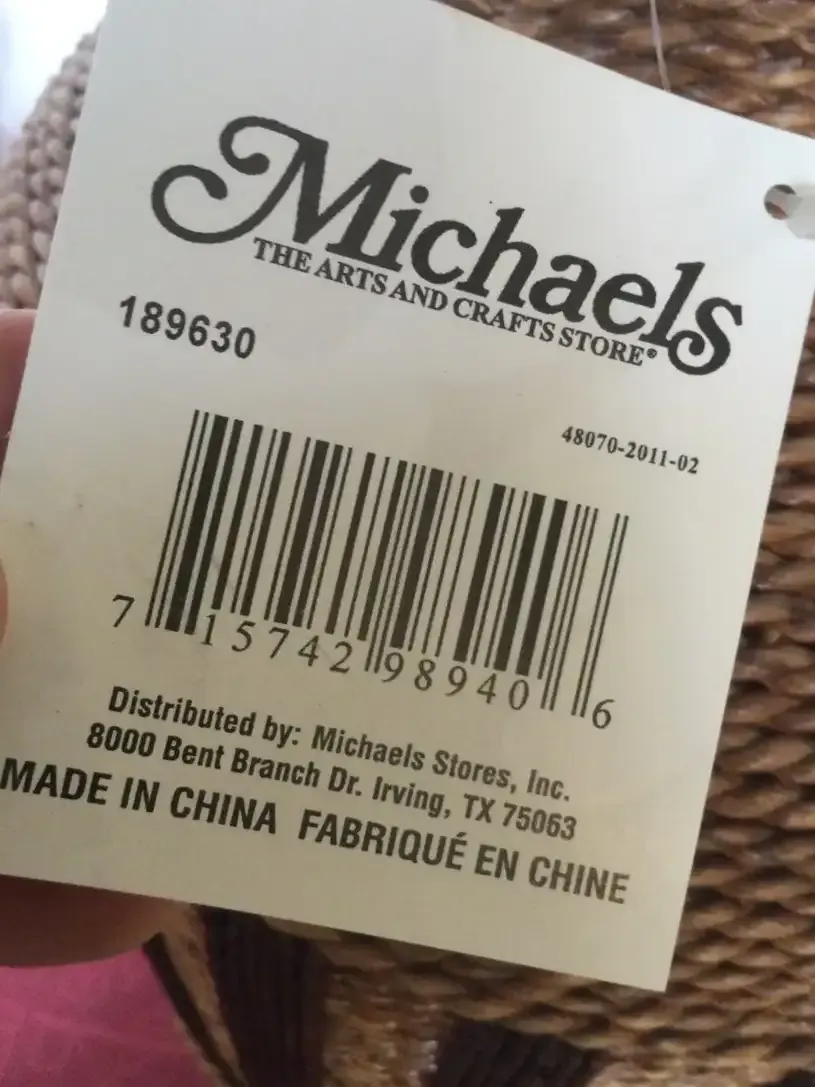 Michaels
THE ARTS AND CRAFTS STORE®
189630
48070-2011-02
7 15742 98940 6
Distributed by: Michaels Stores, Inc.
8000 Bent Branch Dr. Irving, TX 75063
MADE IN CHINA FABRIQUÉ EN CHINE